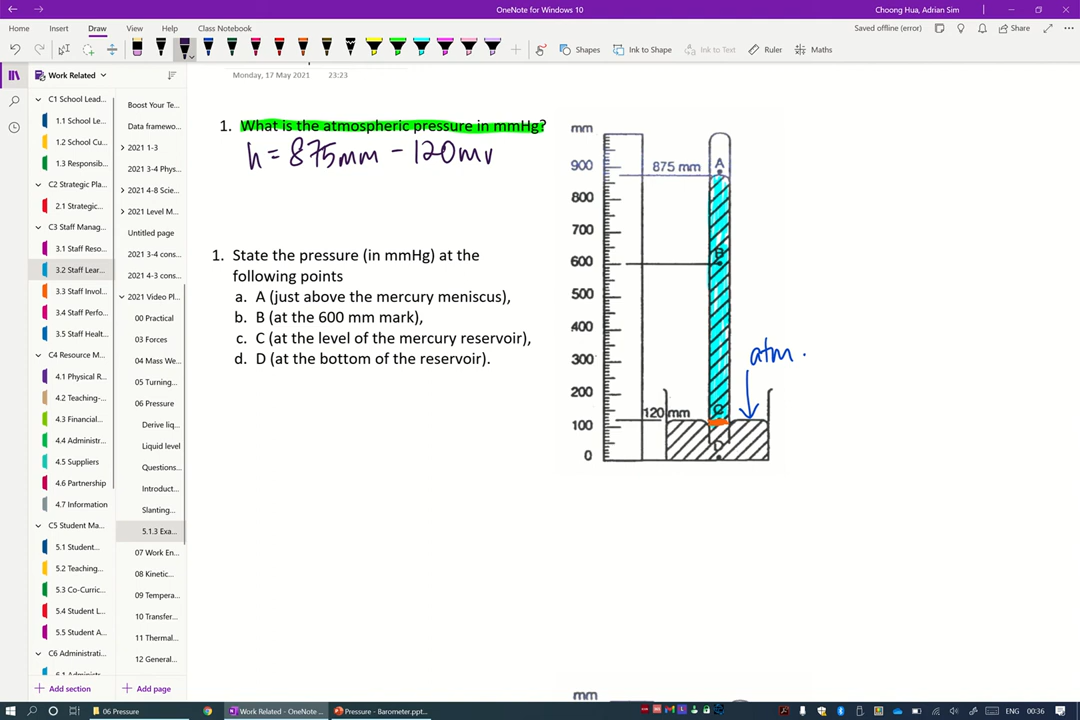 OneNote for Windows 10
Choong Hua, Adrian Sim
Home Insert Draw View Help Class Notebook
Saved offline (error) Share
Shapes Ink to Shape Ink to Text Ruler Maths
Work Related
C1 School Lead...
1.1 School Le...
1.2 School Cu...
1.3 Responsib...
C2 Strategic Pla...
2.1 Strategic...
C3 Staff Manag...
3.1 Staff Reso...
3.2 Staff Lear...
3.3 Staff Invol...
3.4 Staff Perfo...
3.5 Staff Healt...
C4 Resource M...
4.1 Physical R...
4.2 Teaching-...
4.3 Financial...
4.4 Administr...
4.5 Suppliers
4.6 Partnership
4.7 Information
C5 Student Ma...
5.1 Student...
5.2 Teaching...
5.3 Co-Curric...
5.4 Student L...
5.5 Student A...
C6 Administrati...
Add section
Boost Your Te...
Data framewo...
2021 1-3
2021 3-4 Phys...
2021 4-8 Scie...
2021 Level M...
Untitled page
2021 3-4 cons...
2021 4-3 cons...
2021 Video Pl...
00 Practical
03 Forces
04 Mass We...
05 Turning...
06 Pressure
Derive liq...
Liquid level
Questions...
Introduct...
Slanting...
5.1.3 Exa...
07 Work En...
08 Kinetic...
09 Tempera...
10 Transfer...
11 Thermal...
12 General...
Add page
Monday, 17 May 2021 23:23
1. What is the atmospheric pressure in mmHg?
h = 875mm - 120mm
1. State the pressure (in mmHg) at the
following points
a. A (just above the mercury meniscus),
b. B (at the 600 mm mark),
c. C (at the level of the mercury reservoir),
d. D (at the bottom of the reservoir).
mm
900
800
700
600
500
400
300
200
100
0
875 mm
A
B
atm.
120 mm
C
D
mm
06 Pressure
Work Related - OneNote ...
Pressure - Barometer.ppt...
ENG 00:36